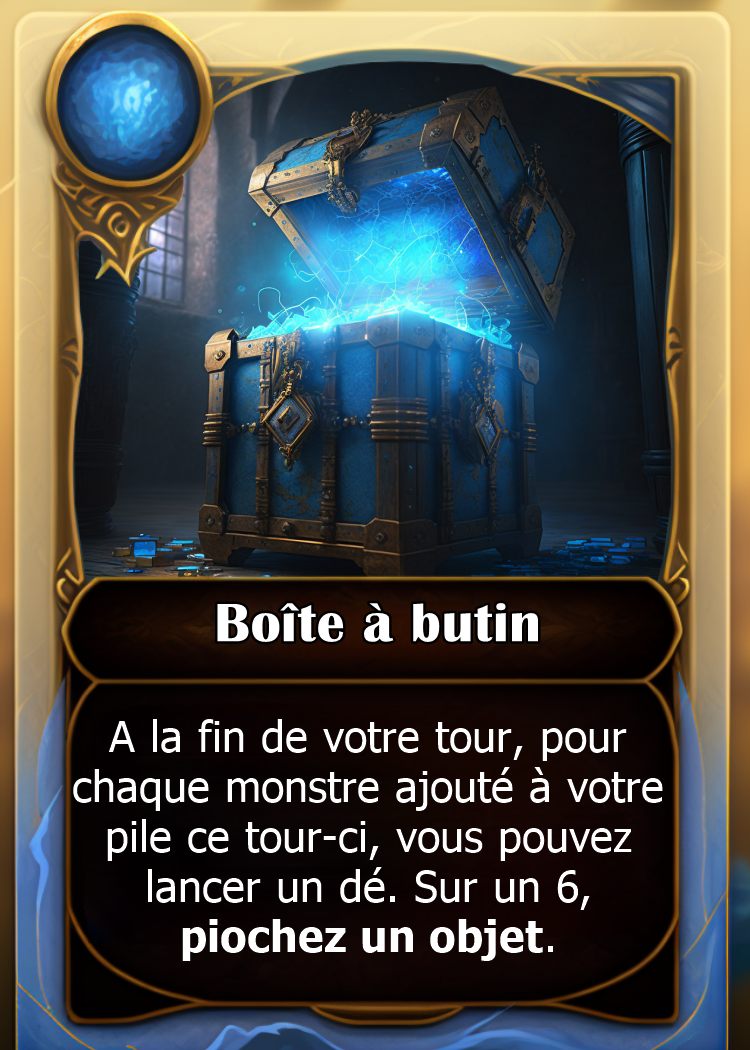 Boîte à butin
A la fin de votre tour, pour
chaque monstre ajouté à votre
pile ce tour-ci, vous pouvez
lancer un dé. Sur un 6,
piochez un objet.